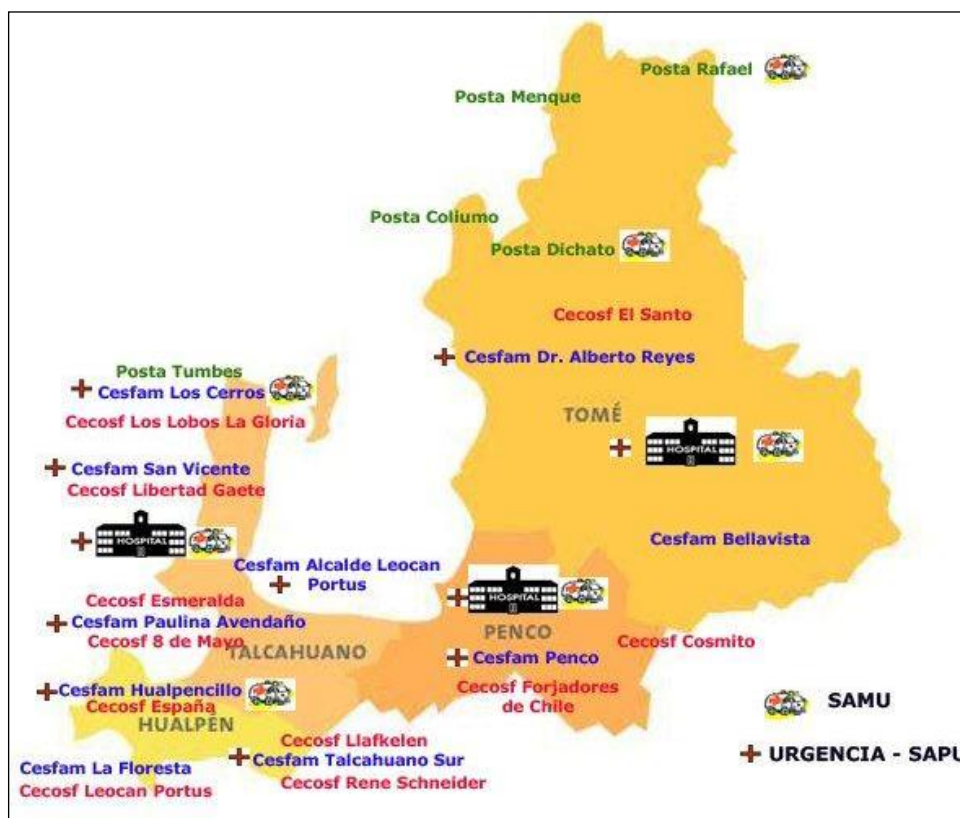 Posta Rafael
Posta Menque
Posta Coliumo
Posta Dichato
Cecosf El Santo
Cesfam Dr. Alberto Reyes
Posta Tumbes
Cesfam Los Cerros
Cecosf Los Lobos La Gloria
TOMÉ
HOSPITAL
Cesfam San Vicente
Cecosf Libertad Gaete
HOSPITAL
Cesfam Bellavista
Cesfam Alcalde Leocan
Portus
HOSPITAL
Cecosf Esmeralda
Cesfam Paulina Avendaño
Cecosf 8 de Mayo
TALCAHUANO
PENCO
Cecosf Cosmito
Cesfam Penco
Cecosf Forjadores
de Chile
Cesfam Hualpencillo
Cecosf España
HUALPÉN
SAMU
Cecosf Llafkelen
Cesfam Talcahuano Sur
Cecosf Rene Schneider
Cesfam La Floresta
Cecosf Leocan Portus
URGENCIA - SAPU